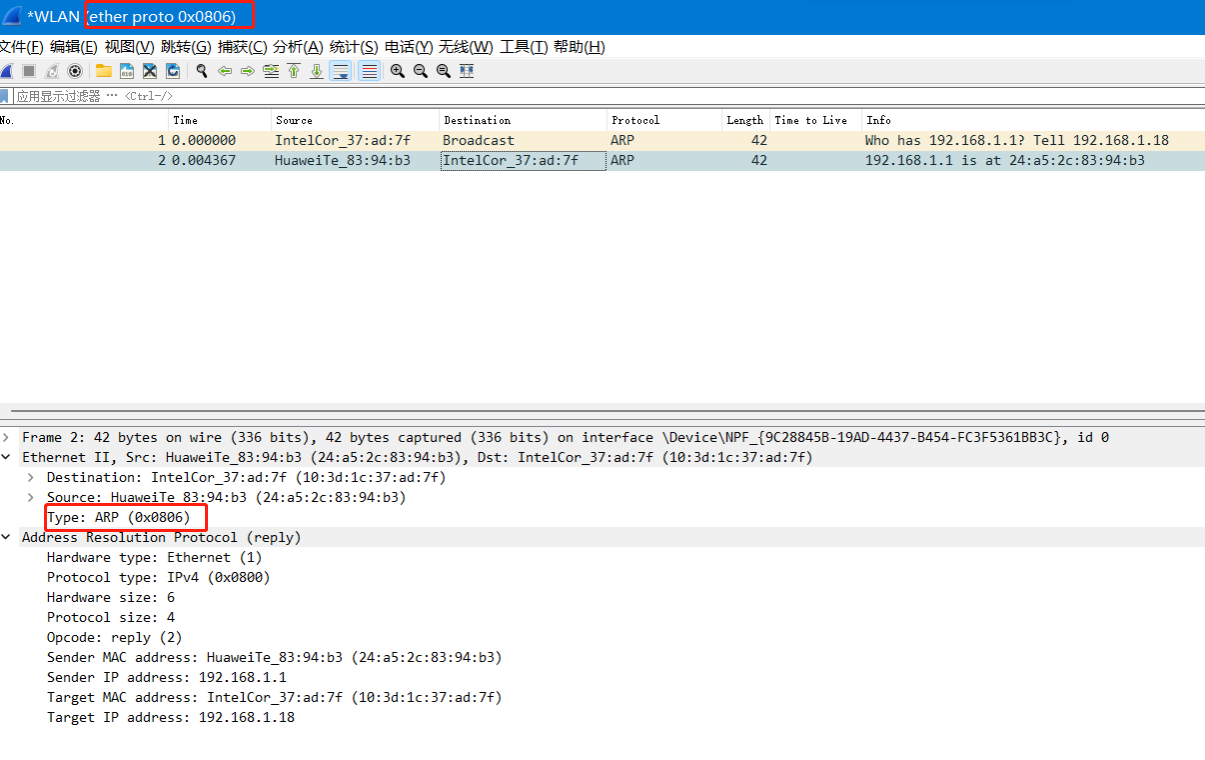 *WLAN (ether proto 0x0806)
文件(F) 编辑(E) 视图(V) 跳转(G) 捕获(C) 分析(A) 统计(S) 电话(Y) 无线(W) 工具(T) 帮助(H)
应用显示过滤器 … <Ctrl-/>
No. Time Source Destination Protocol Length Time to Live Info
1 0.000000 IntelCor_37:ad:7f Broadcast ARP 42 Who has 192.168.1.1? Tell 192.168.1.18
2 0.004367 HuaweiTe_83:94:b3 IntelCor_37:ad:7f ARP 42 192.168.1.1 is at 24:a5:2c:83:94:b3
Frame 2: 42 bytes on wire (336 bits), 42 bytes captured (336 bits) on interface \Device\NPF_{9C28845B-19AD-4437-B454-FC3F5361BB3C}, id 0
Ethernet II, Src: HuaweiTe_83:94:b3 (24:a5:2c:83:94:b3), Dst: IntelCor_37:ad:7f (10:3d:1c:37:ad:7f)
Destination: IntelCor_37:ad:7f (10:3d:1c:37:ad:7f)
Source: HuaweiTe_83:94:b3 (24:a5:2c:83:94:b3)
Type: ARP (0x0806)
Address Resolution Protocol (reply)
Hardware type: Ethernet (1)
Protocol type: IPv4 (0x0800)
Hardware size: 6
Protocol size: 4
Opcode: reply (2)
Sender MAC address: HuaweiTe_83:94:b3 (24:a5:2c:83:94:b3)
Sender IP address: 192.168.1.1
Target MAC address: IntelCor_37:ad:7f (10:3d:1c:37:ad:7f)
Target IP address: 192.168.1.18